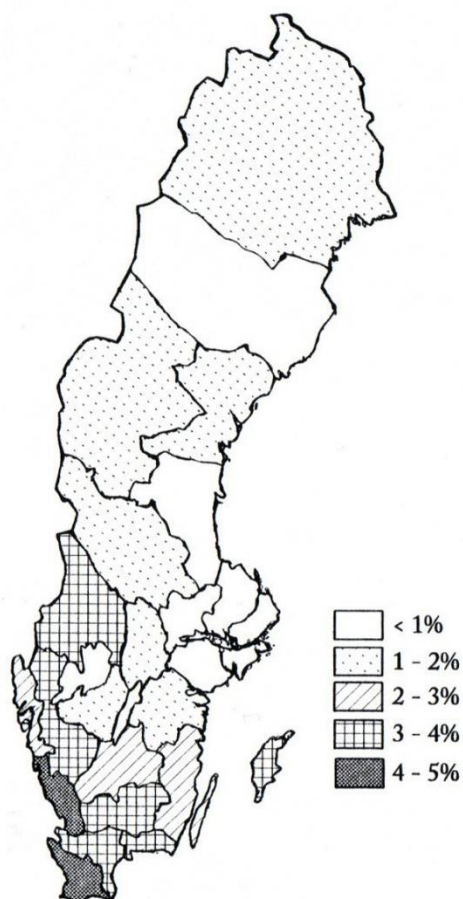 < 1%
1 – 2%
2 – 3%
3 – 4%
4 – 5%